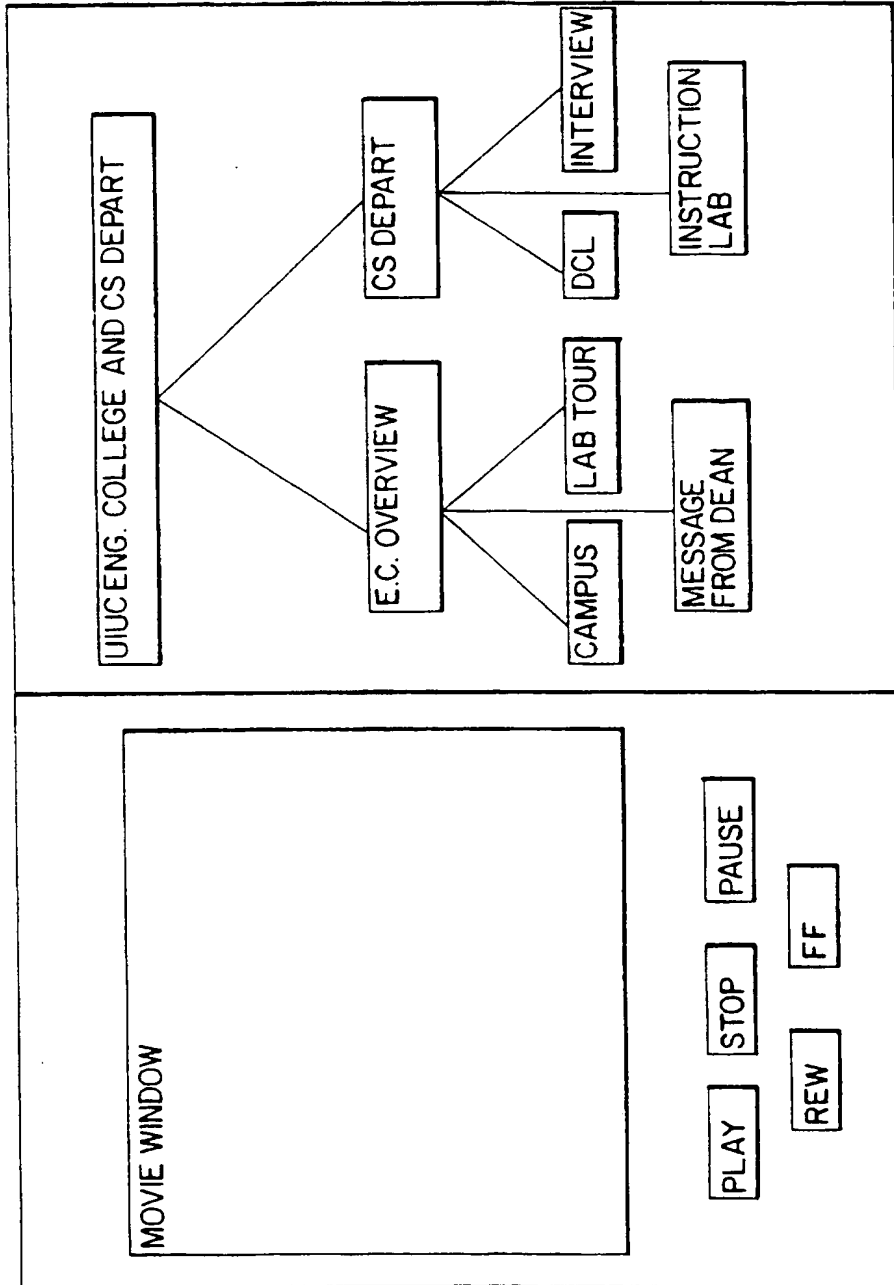 MOVIE WINDOW
PLAY
STOP
PAUSE
REW
FF
UIUC ENG. COLLEGE AND CS DEPART
E.C. OVERVIEW
CS DEPART
CAMPUS
LAB TOUR
DCL
INTERVIEW
MESSAGE
FROM DEAN
INSTRUCTION
LAB